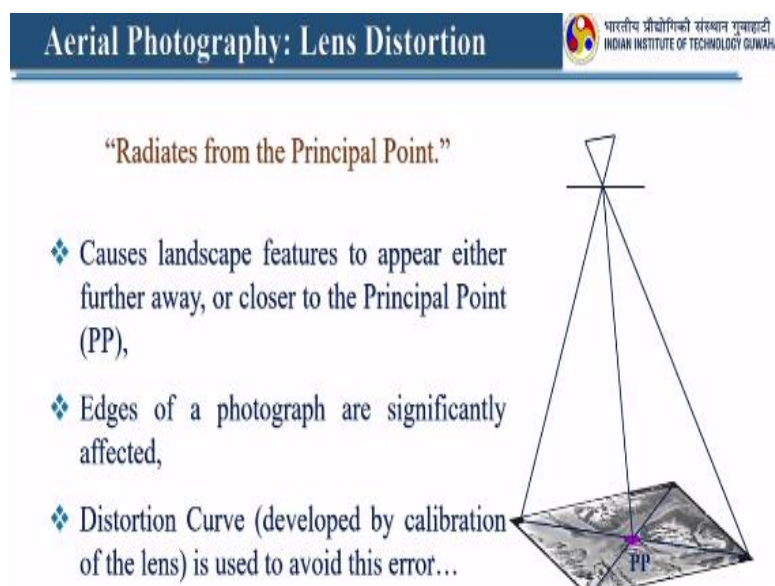 Aerial Photography: Lens Distortion
भारतीय प्रौद्योगिकी संस्थान गुवाहाटी
INDIAN INSTITUTE OF TECHNOLOGY GUWAHA
“Radiates from the Principal Point.”
❖ Causes landscape features to appear either
further away, or closer to the Principal Point
(PP),
❖ Edges of a photograph are significantly
affected,
❖ Distortion Curve (developed by calibration
of the lens) is used to avoid this error…
PP